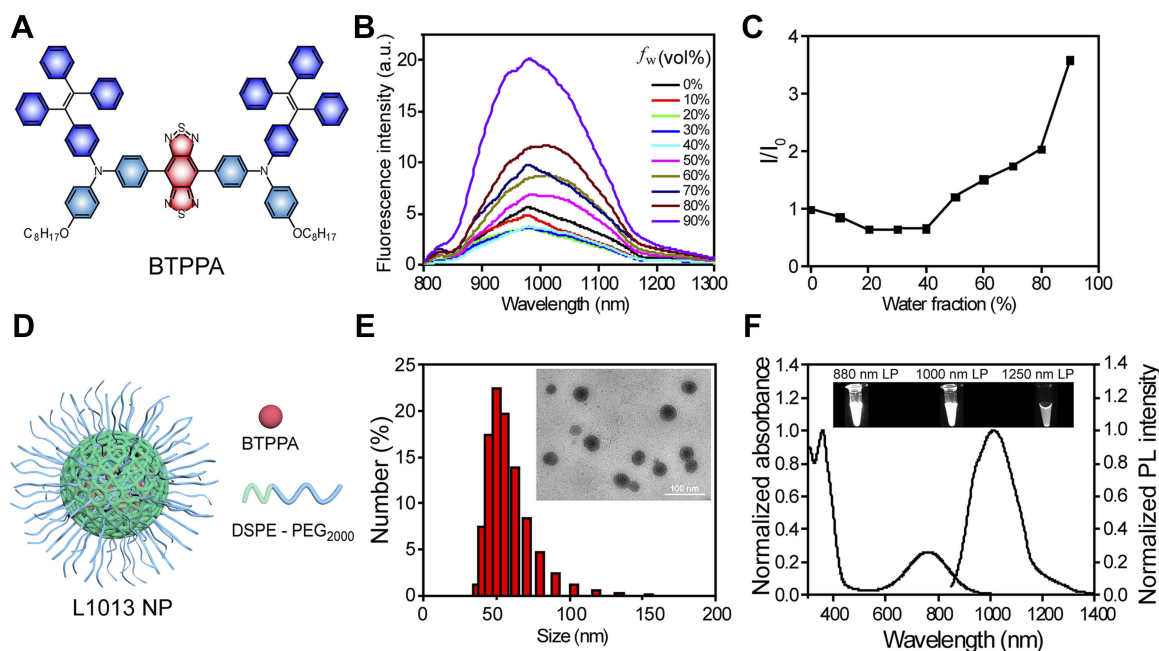 A
S
N
N
N
N
N
N
S
C8H17O
OC8H17
BTPPA
B
Fluorescence intensity (a.u.)
20
15
10
5
0
800
900
1000
1100
1200
1300
Wavelength (nm)
fw (vol%)
0%
10%
20%
30%
40%
50%
60%
70%
80%
90%
C
I/I0
4
3
2
1
0
0
20
40
60
80
100
Water fraction (%)
D
BTPPA
DSPE - PEG2000
L1013 NP
E
Number (%)
25
20
15
10
5
0
0
50
100
150
200
Size (nm)
100 nm
F
Normalized absorbance
1.4
1.2
1.0
0.8
0.6
0.4
0.2
0.0
880 nm LP
1000 nm LP
1250 nm LP
400
600
800
1000
1200
1400
Wavelength (nm)
1.4
1.2
1.0
0.8
0.6
0.4
0.2
0.0
Normalized PL intensity